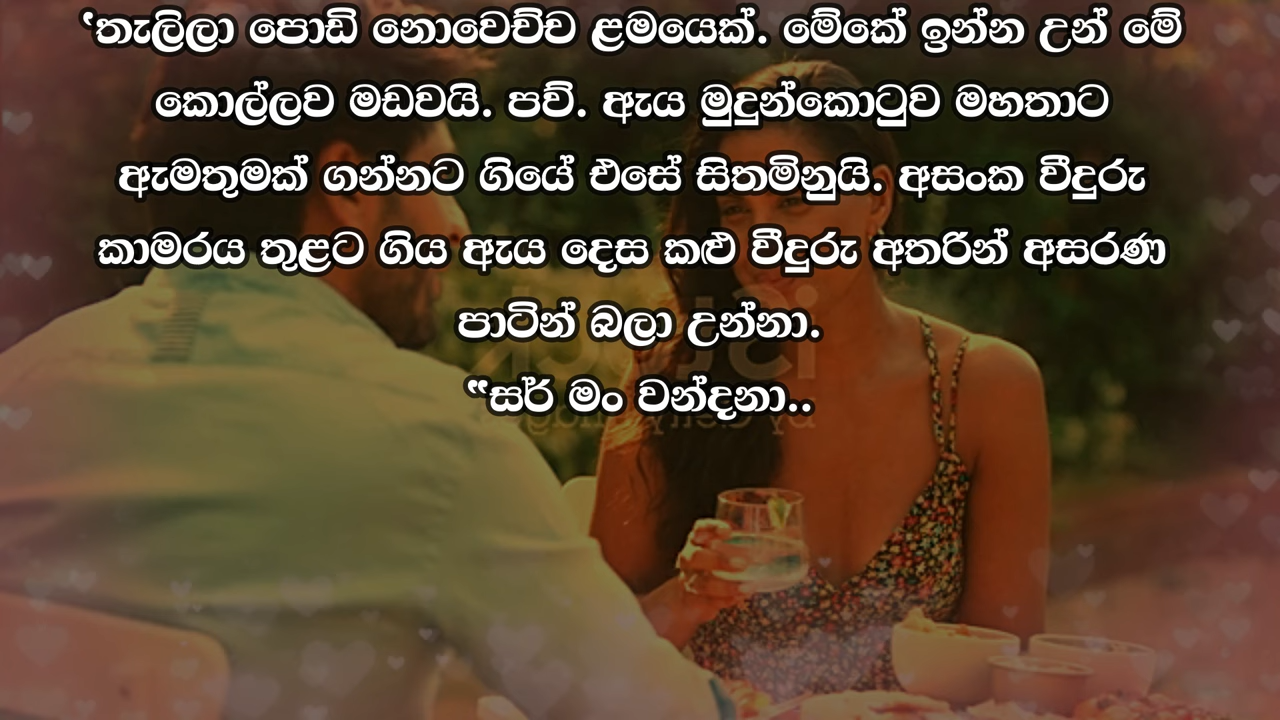 ‘තැලිලා පොඩි නොවෙච්ච ළමයෙක්. මේකේ ඉන්න උන් මේ
කොල්ලව මඩවයි. පව්. ඇය මුදුන්කොටුව මහතාට
ඇමතුමක් ගන්නට ගියේ එසේ සිතමිනුයි. අසංක වීදුරු
කාමරය තුළට ගිය ඇය දෙස කළු වීදුරු අතරින් අසරණ
පාටින් බලා උන්නා.
“සර් මං වන්දනා..